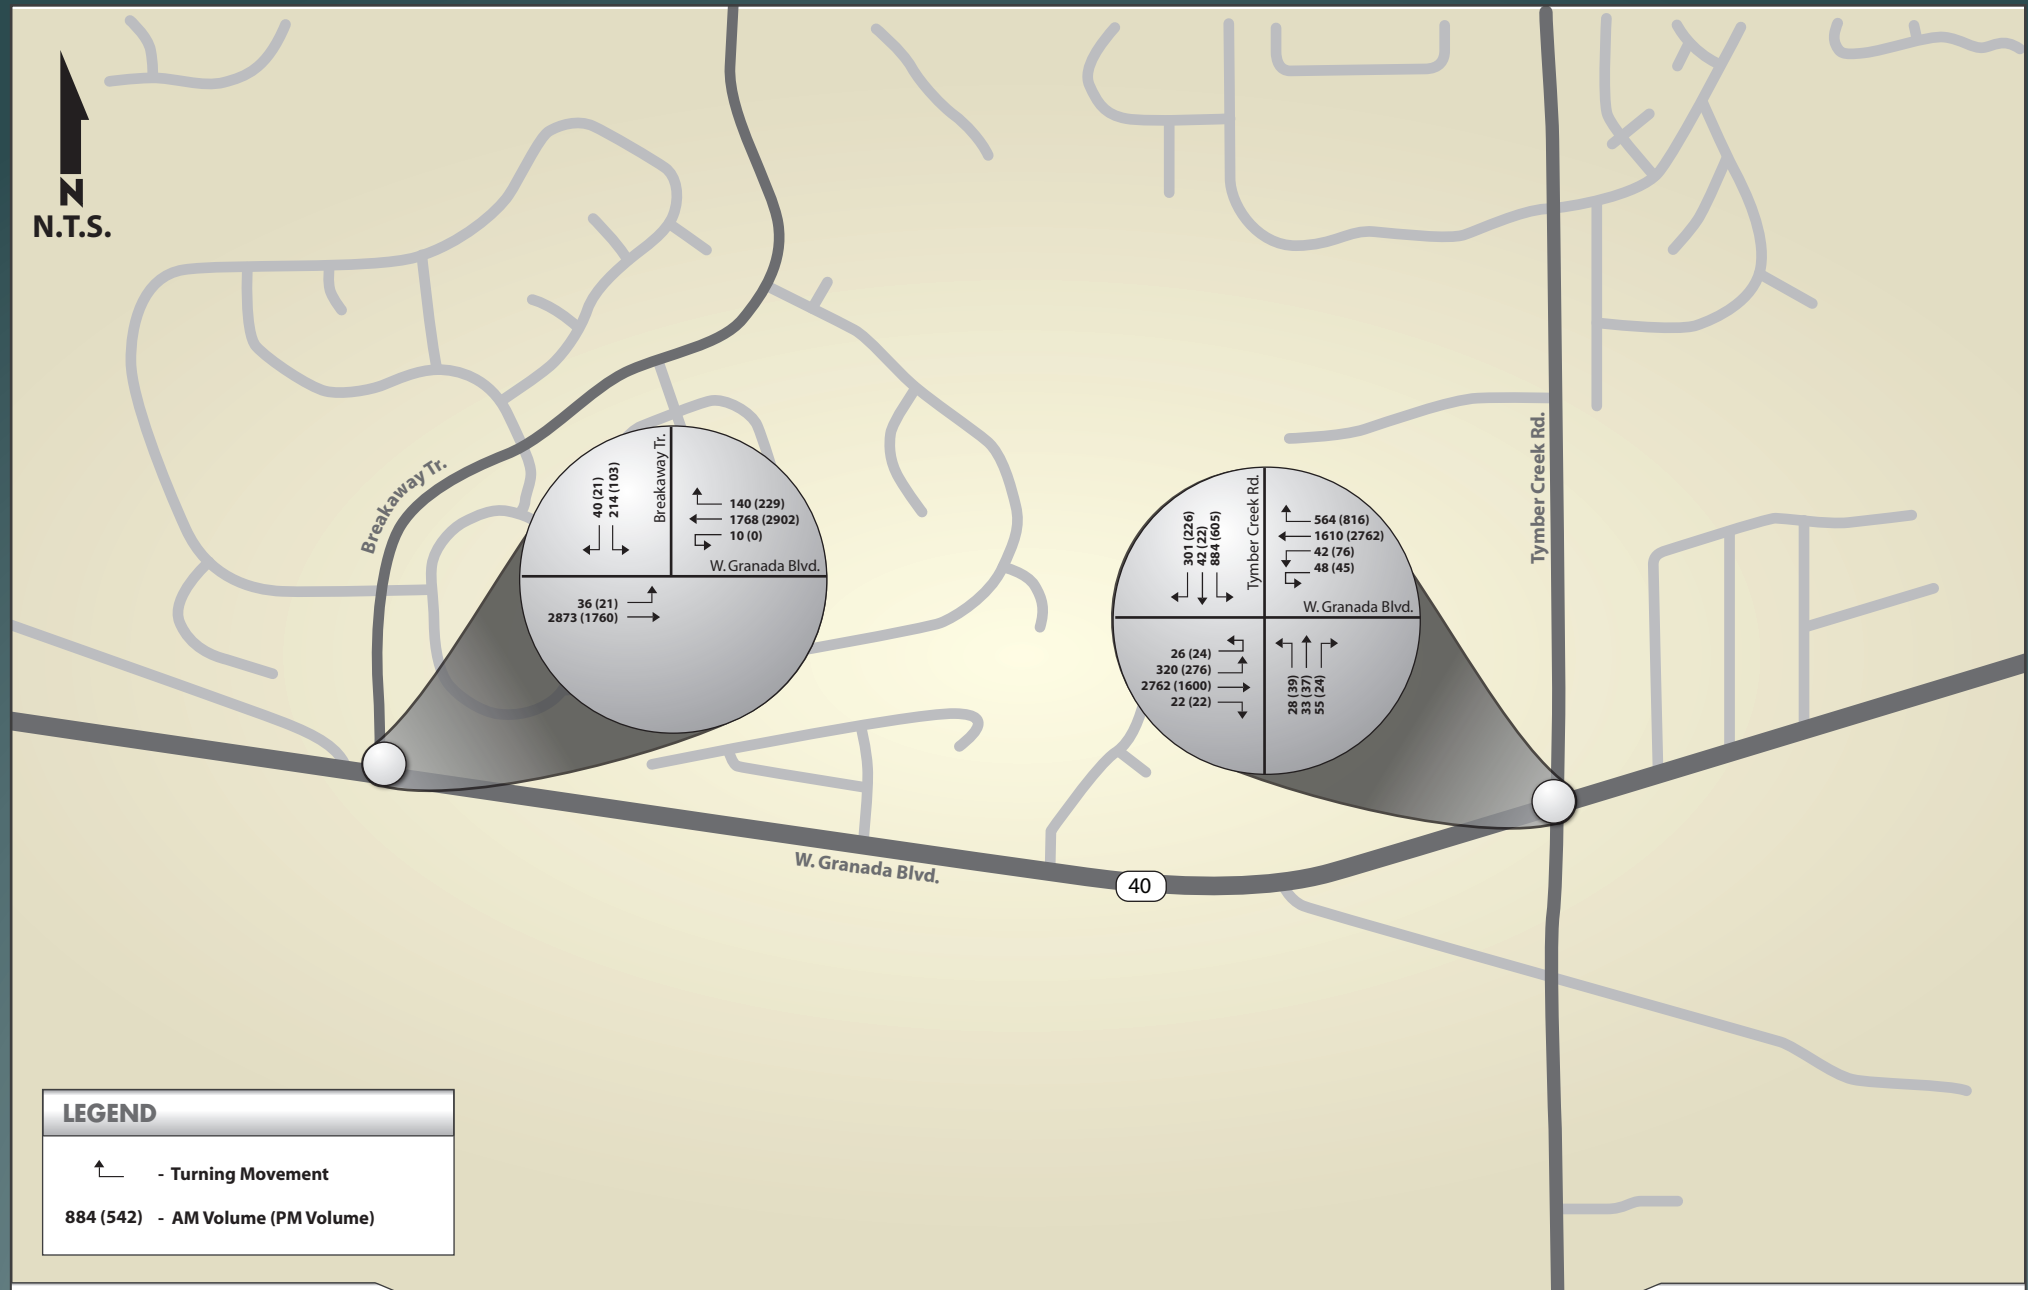 N
N.T.S.
Breakaway Tr.
40 (21)
214 (103)
Breakaway Tr.
140 (229)
1768 (2902)
10 (0)
W. Granada Blvd.
36 (21)
2873 (1760)
301 (226)
42 (22)
884 (605)
Tymber Creek Rd.
564 (816)
1610 (2762)
42 (76)
48 (45)
W. Granada Blvd.
26 (24)
320 (276)
2762 (1600)
22 (22)
28 (39)
33 (37)
55 (24)
Tymber Creek Rd.
W. Granada Blvd.
40
LEGEND
- Turning Movement
884 (542) - AM Volume (PM Volume)